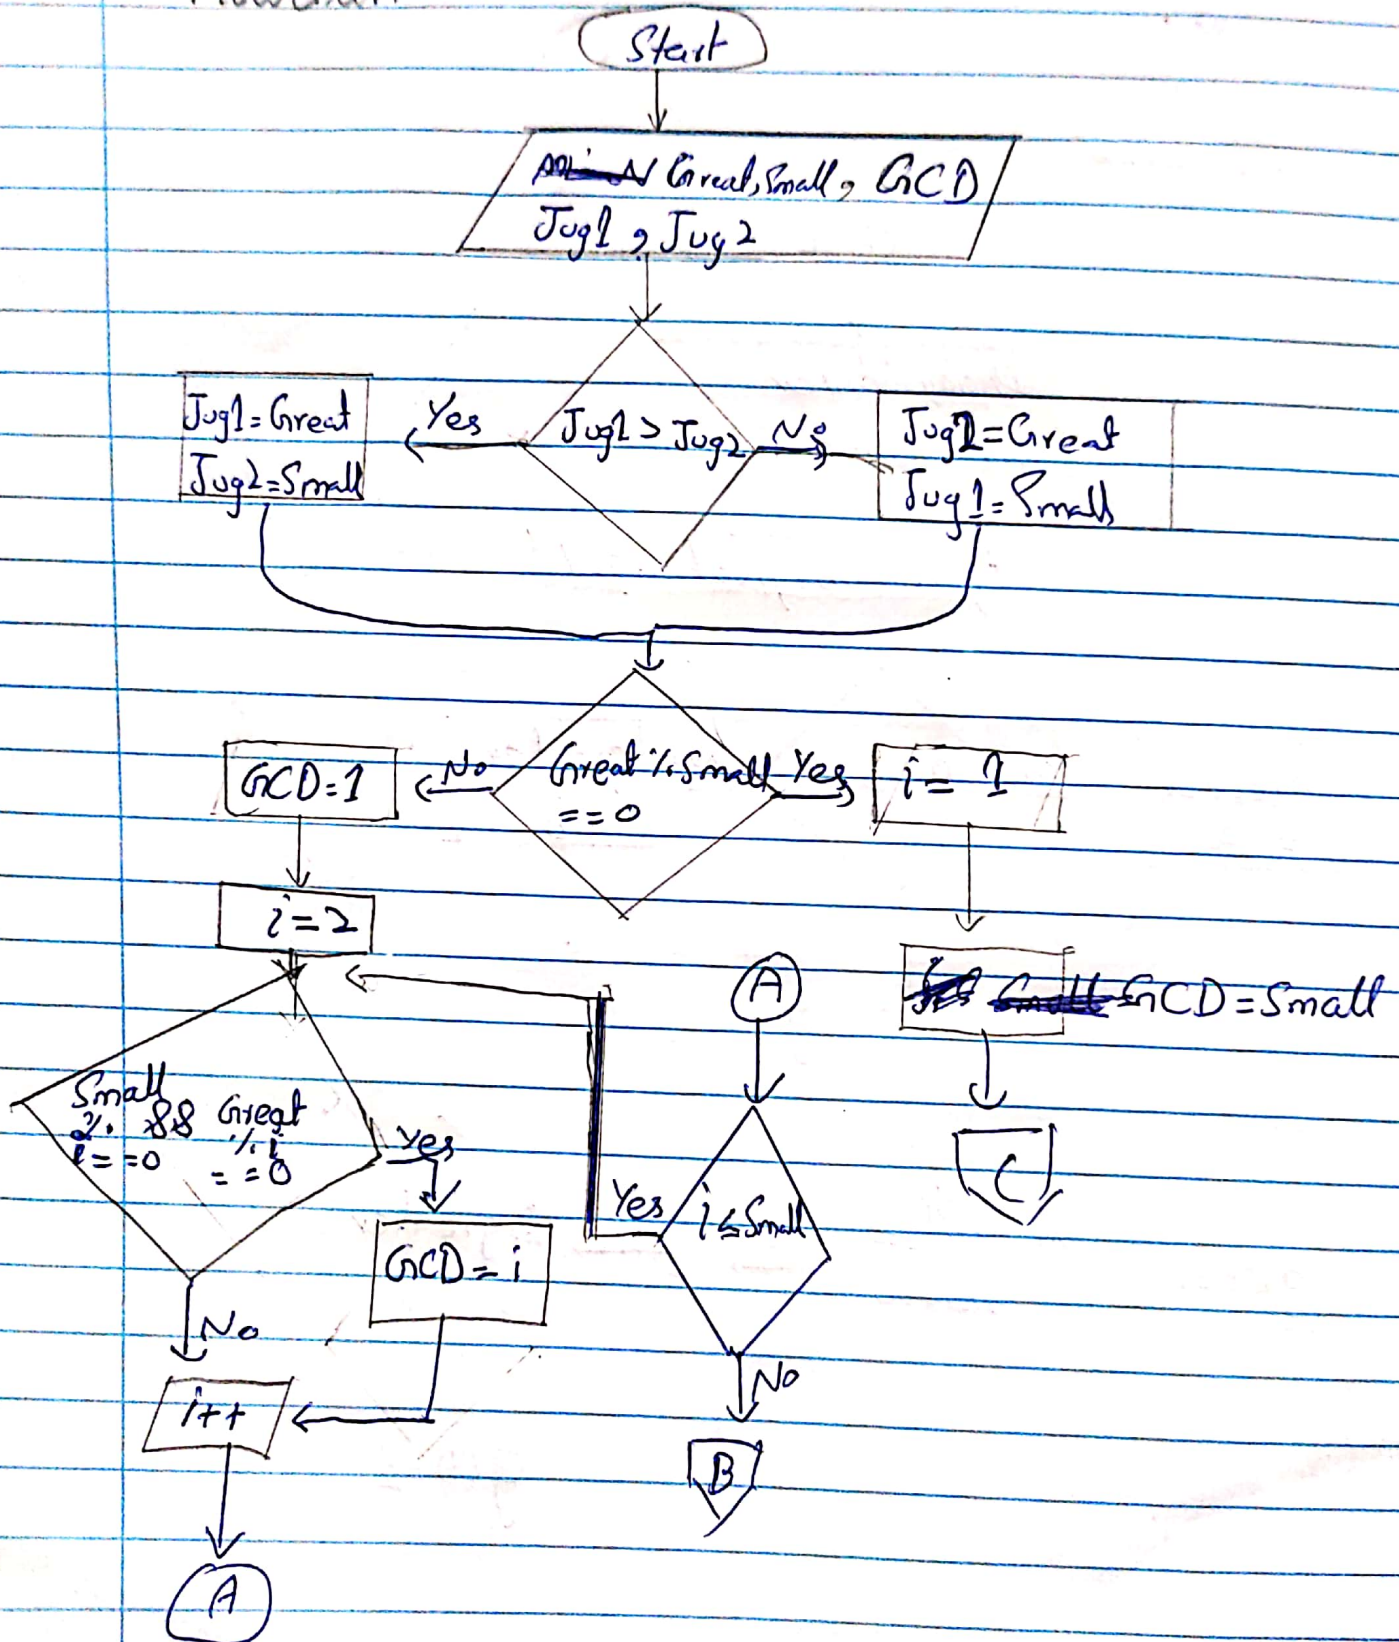 Start
Great, Small, GCD
Jug1, Jug2
Jug1 > Jug2
Yes
Jug1=Great
Jug2=Small
No
Jug2=Great
Jug1=Small
Great % Small
==0
No
GCD=1
Yes
i = 1
i=2
GCD=Small
C
Small && Great
% % i
i==0 ==0
Yes
GCD = i
No
i++
A
A
i ≤ Small
Yes
No
B